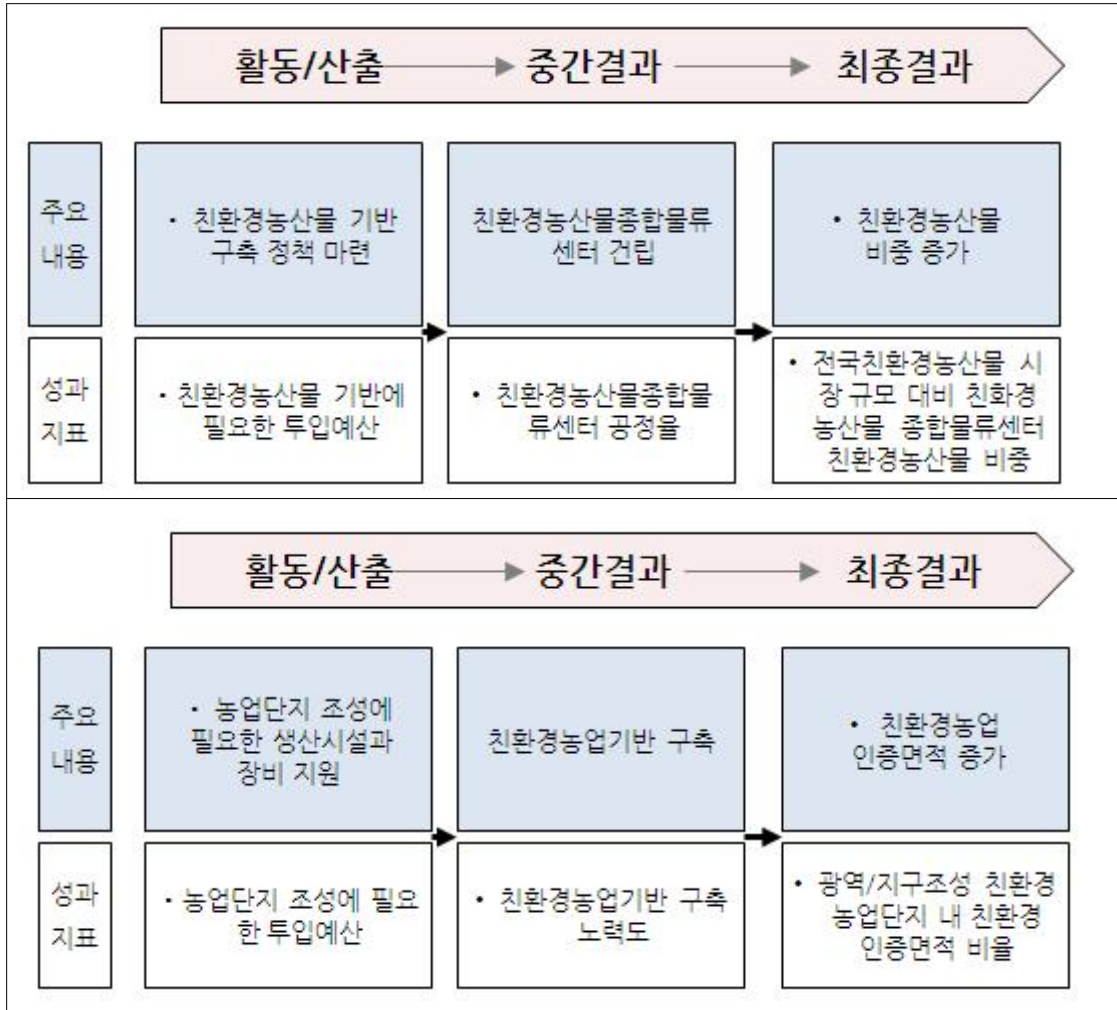 활동/산출 중간결과 최종결과
주요
내용
• 친환경농산물 기반
구축 정책 마련
친환경농산물종합물류
센터 건립
• 친환경농산물
비중 증가
성과
지표
• 친환경농산물 기반에
필요한 투입예산
• 친환경농산물종합물
류센터 공정율
• 전국친환경농산물 시
장 규모 대비 친화경
농산물 종합물류센터
친환경농산물 비중
활동/산출 중간결과 최종결과
주요
내용
• 농업단지 조성에
필요한 생산시설과
장비 지원
친환경농업기반 구축
• 친환경농업
인증면적 증가
성과
지표
• 농업단지 조성에 필요
한 투입예산
• 친환경농업기반 구축
노력도
• 광역/지구조성 친환경
농업단지 내 친환경
인증면적 비율